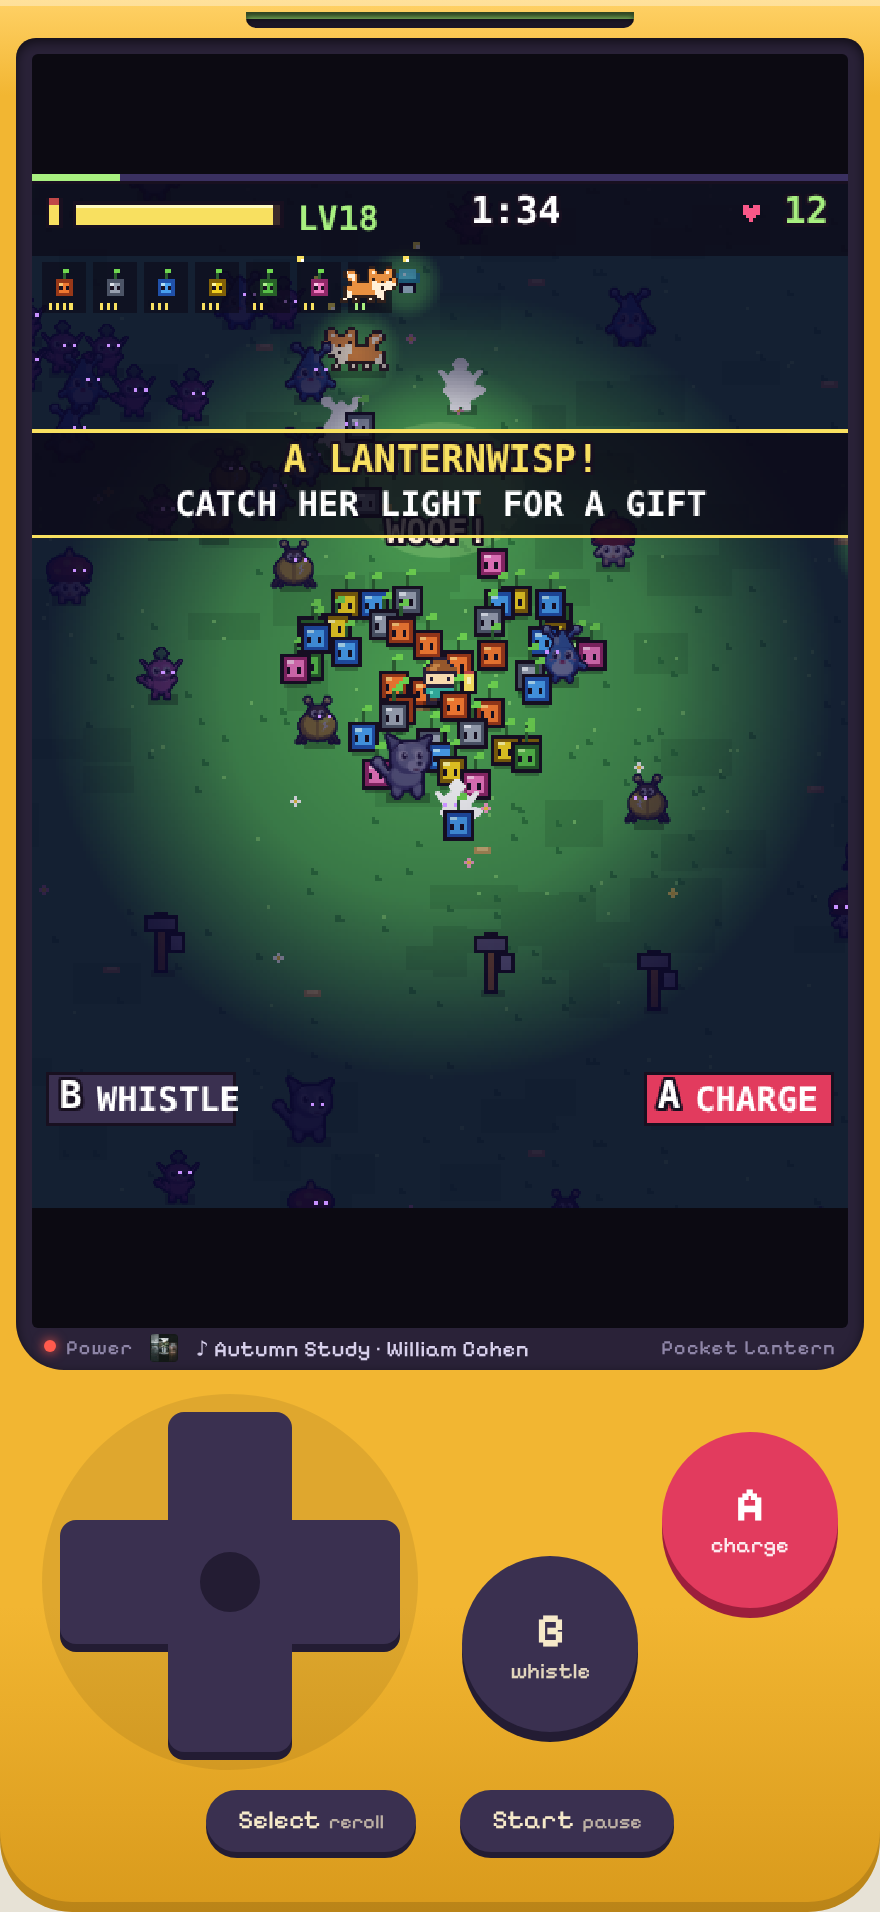 LV18
1:34
12
A LANTERNWISP!
CATCH HER LIGHT FOR A GIFT
WOOF!
B WHISTLE
A CHARGE
Power
♪ Autumn Study · William Cohen
Pocket Lantern
A
charge
B
whistle
Select reroll
Start pause